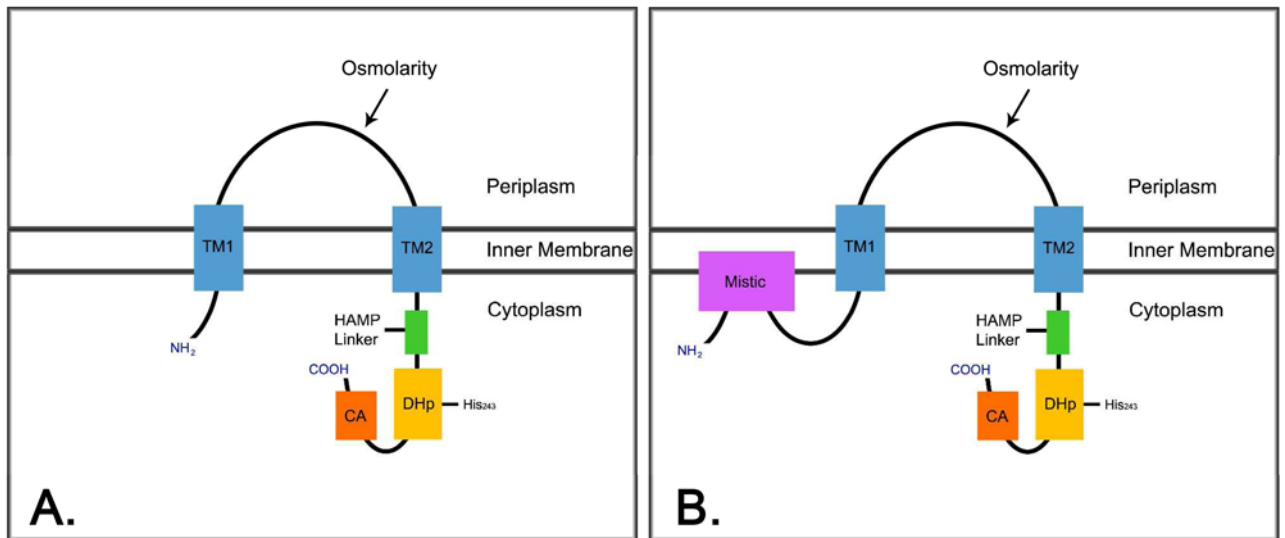 Osmolarity
Periplasm
TM1
TM2
Inner Membrane
Cytoplasm
HAMP
Linker
NH2
COOH
CA
DHp
His243
A.
Osmolarity
Periplasm
TM1
TM2
Inner Membrane
Mistic
Cytoplasm
HAMP
Linker
NH2
COOH
CA
DHp
His243
B.